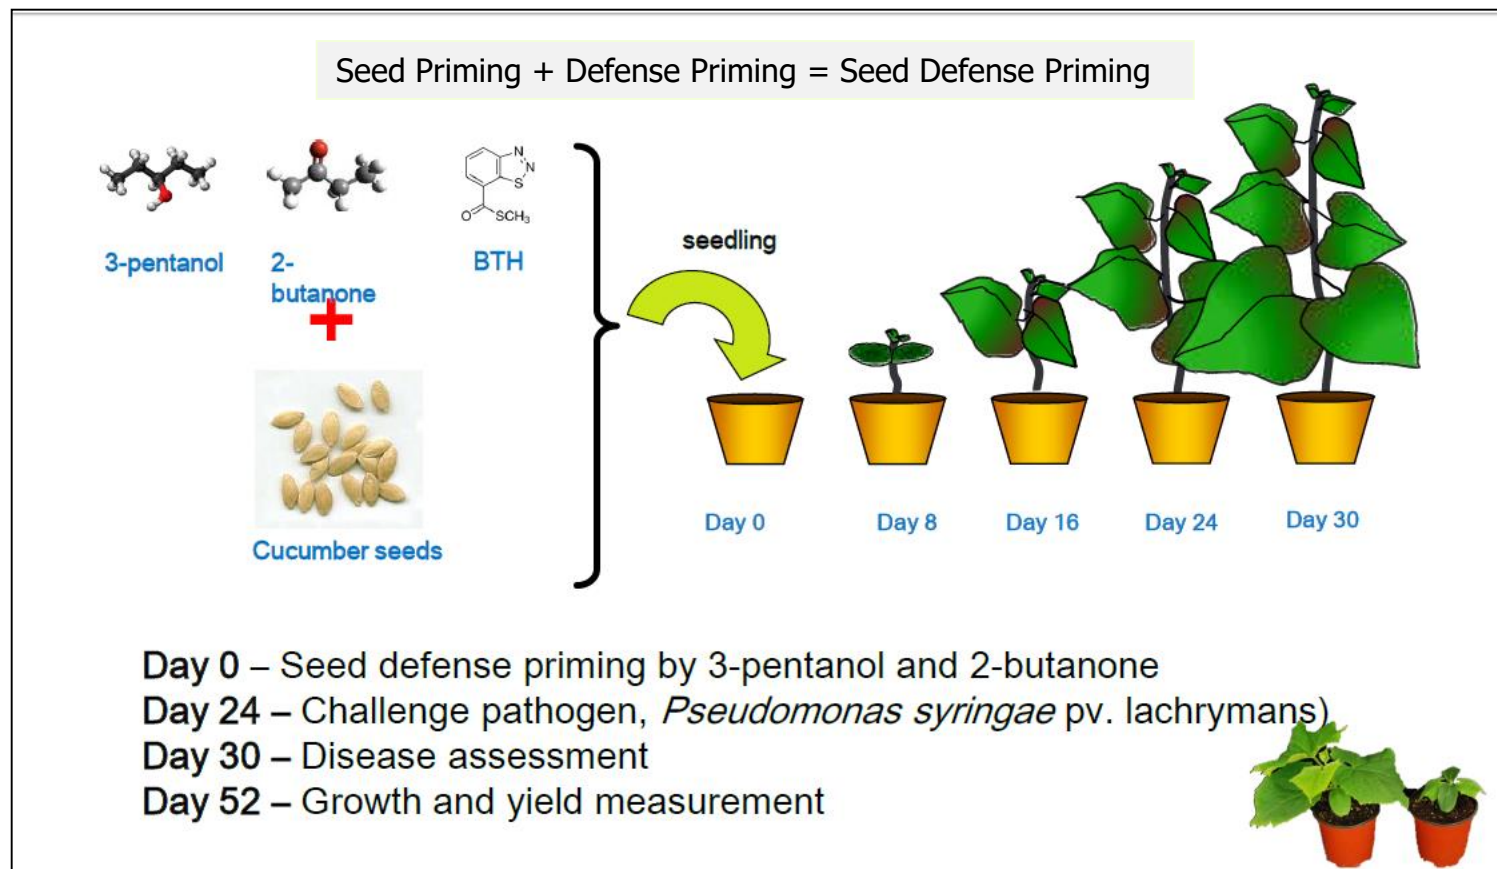 Seed Priming + Defense Priming = Seed Defense Priming
N
N
S
O
SCH₃
3-pentanol
2-
butanone
BTH
+
seedling
Cucumber seeds
Day 0
Day 8
Day 16
Day 24
Day 30
Day 0 – Seed defense priming by 3-pentanol and 2-butanone
Day 24 – Challenge pathogen, Pseudomonas syringae pv. lachrymans)
Day 30 – Disease assessment
Day 52 – Growth and yield measurement